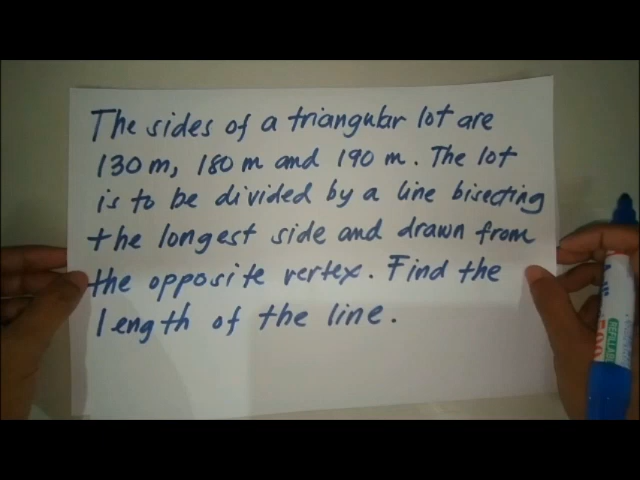 The sides of a triangular lot are
130 m, 180 m and 190 m. The lot
is to be divided by a line bisecting
the longest side and drawn from
the opposite vertex. Find the
length of the line.